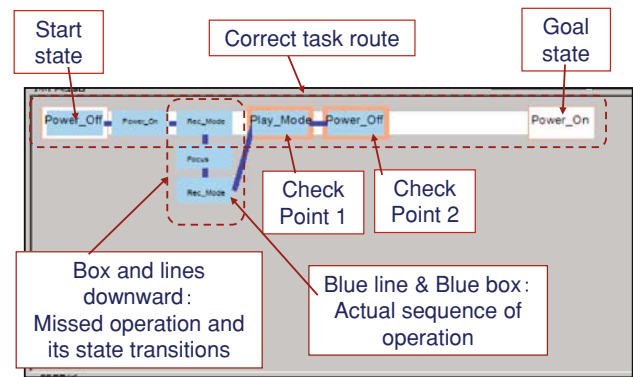 Start
state
Correct task route
Goal
state
Power_Off
Power_On
Rec_Mode
Play_Mode
Power_Off
Power_On
Focus
Rec_Mode
Check
Point 1
Check
Point 2
Box and lines
downward:
Missed operation and
its state transitions
Blue line & Blue box:
Actual sequence of
operation